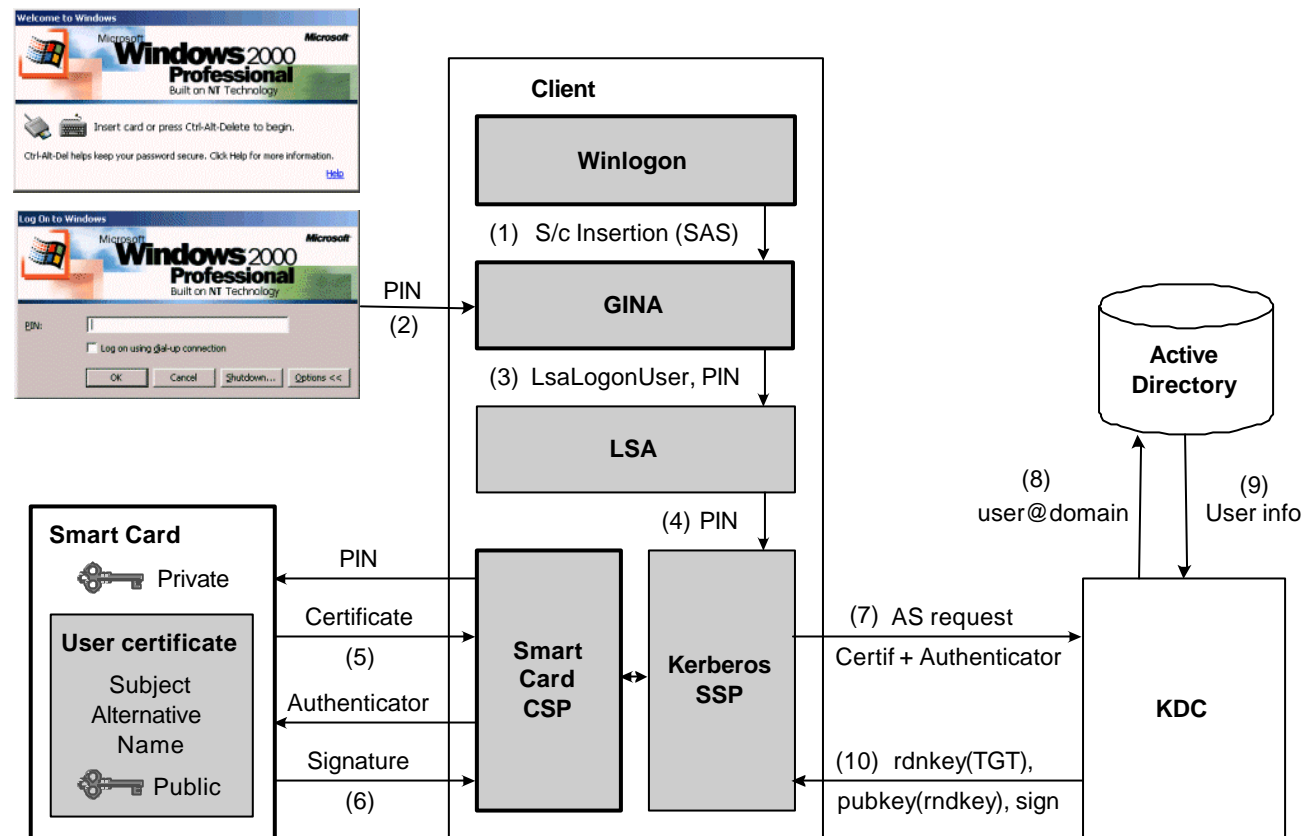 Welcome to Windows
Microsoft
Microsoft
Windows 2000
Professional
Built on NT Technology
Insert card or press Ctrl-Alt-Delete to begin.
Ctrl-Alt-Del helps keep your password secure. Click Help for more information.
Help
Log On to Windows
Microsoft
Microsoft
Windows 2000
Professional
Built on NT Technology
PIN:
Log on using dial-up connection
OK
Cancel
Shutdown...
Options <<
Client
Winlogon
(1) S/c Insertion (SAS)
PIN
(2)
GINA
(3) LsaLogonUser, PIN
LSA
(4) PIN
Active
Directory
(8)
user@domain
(9)
User info
Smart Card
Private
User certificate
Subject
Alternative
Name
Public
PIN
Certificate
(5)
Authenticator
Signature
(6)
Smart
Card
CSP
Kerberos
SSP
(7) AS request
Certif + Authenticator
KDC
(10) rdnkey(TGT),
pubkey(rndkey), sign